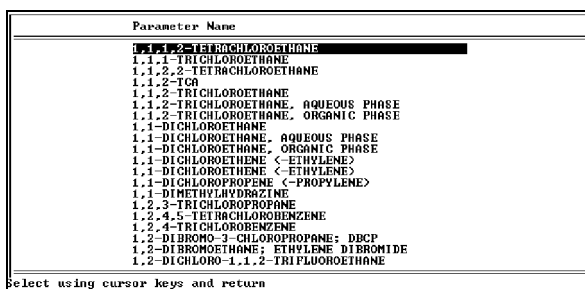 Parameter Name
1,1,1,2-TETRACHLOROETHANE
1,1,1-TRICHLOROETHANE
1,1,2,2-TETRACHLOROETHANE
1,1,2-TCA
1,1,2-TRICHLOROETHANE
1,1,2-TRICHLOROETHANE, AQUEOUS PHASE
1,1,2-TRICHLOROETHANE, ORGANIC PHASE
1,1-DICHLOROETHANE
1,1-DICHLOROETHANE, AQUEOUS PHASE
1,1-DICHLOROETHANE, ORGANIC PHASE
1,1-DICHLOROETHENE (-ETHYLENE)
1,1-DICHLOROETHENE (-ETHYLENE)
1,1-DICHLOROPROPENE (-PROPYLENE)
1,1-DIMETHYLHYDRAZINE
1,2,3-TRICHLOROPROPANE
1,2,4,5-TETRACHLOROBENZENE
1,2,4-TRICHLOROBENZENE
1,2-DIBROMO-3-CHLOROPROPANE; DBCP
1,2-DIBROMOETHANE; ETHYLENE DIBROMIDE
1,2-DICHLORO-1,1,2-TRIFLUOROETHANE
Select using cursor keys and return